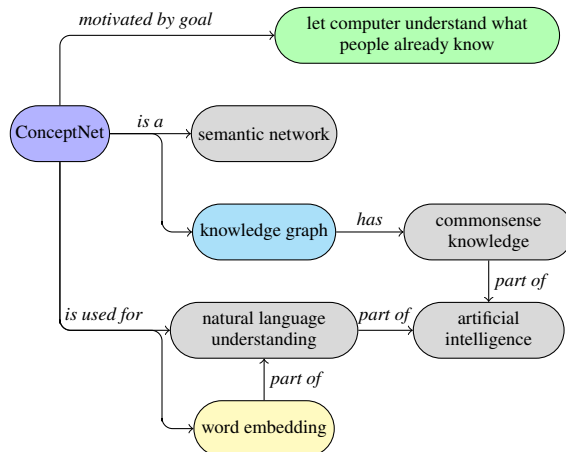 motivated by goal
let computer understand what
people already know
ConceptNet
is a
semantic network
knowledge graph
has
commonsense
knowledge
part of
is used for
natural language
understanding
part of
artificial
intelligence
part of
word embedding